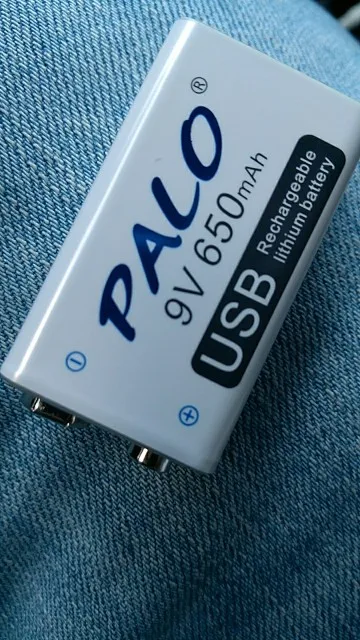 PALO®
9V 650mAh
USB Rechargeable
lithium battery
⊖
⊕